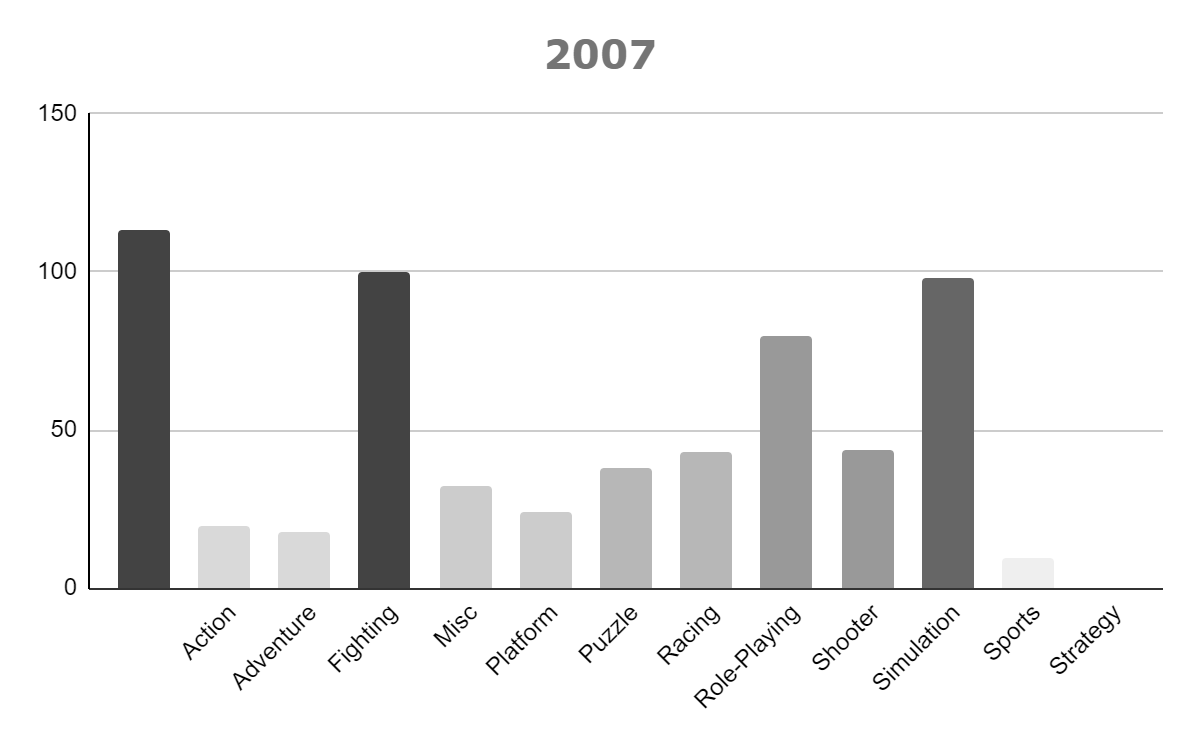 2007
150
100
50
0
Action
Adventure
Fighting
Misc
Platform
Puzzle
Racing
Role-Playing
Shooter
Simulation
Sports
Strategy